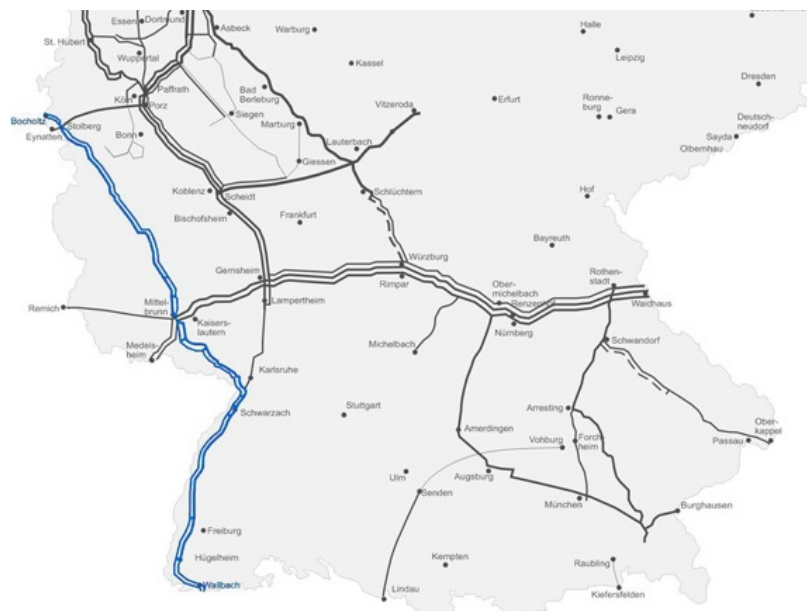 Essen
Dortmund
Asbeck
Warburg
Halle
St. Hubert
Leipzig
Wuppertal
Kassel
Dresden
Paffrath
Bad
Berleburg
Köln
Porz
Vitzeroda
Erfurt
Ronne-
burg
Gera
Deutsch-
neudorf
Bocholtz
Siegen
Marburg
Stolberg
Eynatten
Bonn
Lauterbach
Sayda
Olbernhau
Giessen
Koblenz
Scheidt
Schlüchtern
Hof
Bischofsheim
Frankfurt
Bayreuth
Würzburg
Gernsheim
Rimpar
Rothen-
stadt
Ober-
michelbach
Renzenhof
Waidhaus
Remich
Mittel-
brunn
Lampertheim
Kaisers-
lautern
Nürnberg
Medels-
heim
Michelbach
Schwandorf
Karlsruhe
Schwarzach
Stuttgart
Arresting
Amerdingen
Vohburg
Forch-
heim
Passau
Ober-
kappel
Ulm
Augsburg
Senden
München
Burghausen
Freiburg
Hügelheim
Kempten
Raubling
Wallbach
Lindau
Kiefersfelden